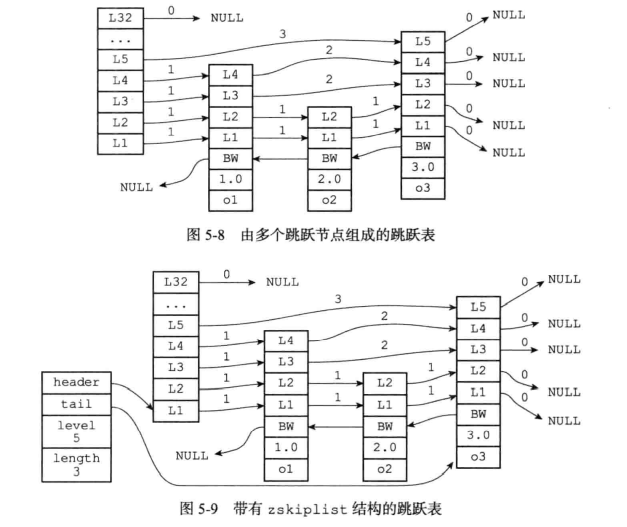 L32 0 NULL
...
L5 3 L5 0 NULL
L4 1 L4 2 L4 0 NULL
L3 1 L3 2 L3 0 NULL
L2 1 L2 1 L2 1 L2 0 NULL
L1 1 L1 1 L1 1 L1 0 NULL
NULL BW BW BW
1.0 2.0 3.0
o1 o2 o3
图 5-8 由多个跳跃节点组成的跳跃表
L32 0 NULL
...
L5 3 L5 0 NULL
L4 1 L4 2 L4 0 NULL
L3 1 L3 2 L3 0 NULL
header L2 1 L2 1 L2 1 L2 0 NULL
tail L1 1 L1 1 L1 1 L1 0 NULL
level
5
NULL BW BW BW
length
3
1.0 2.0 3.0
o1 o2 o3
图 5-9 带有 zskiplist 结构的跳跃表